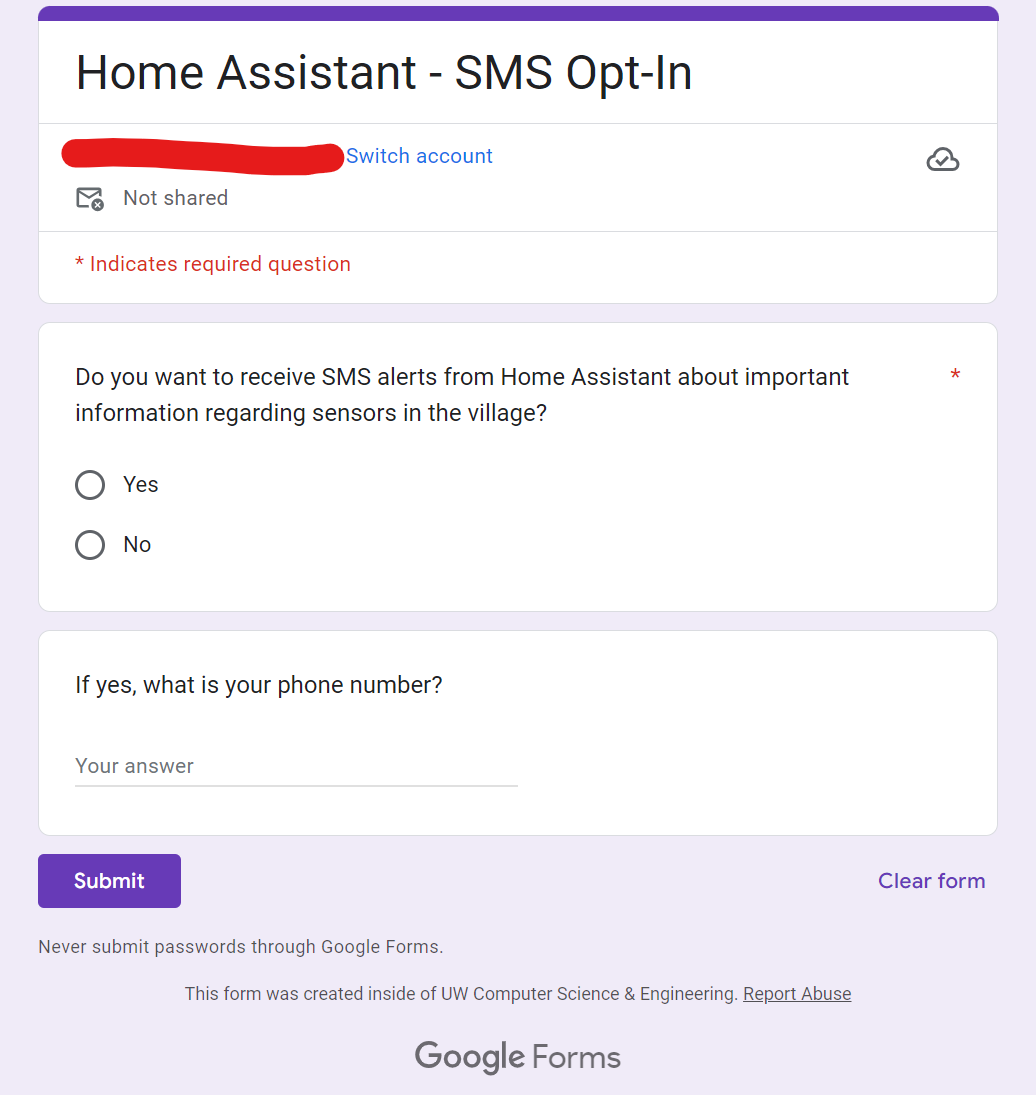 Home Assistant - SMS Opt-In
Switch account
Not shared
* Indicates required question
Do you want to receive SMS alerts from Home Assistant about important *
information regarding sensors in the village?
Yes
No
If yes, what is your phone number?
Your answer
Submit
Clear form
Never submit passwords through Google Forms.
This form was created inside of UW Computer Science & Engineering. Report Abuse
Google Forms